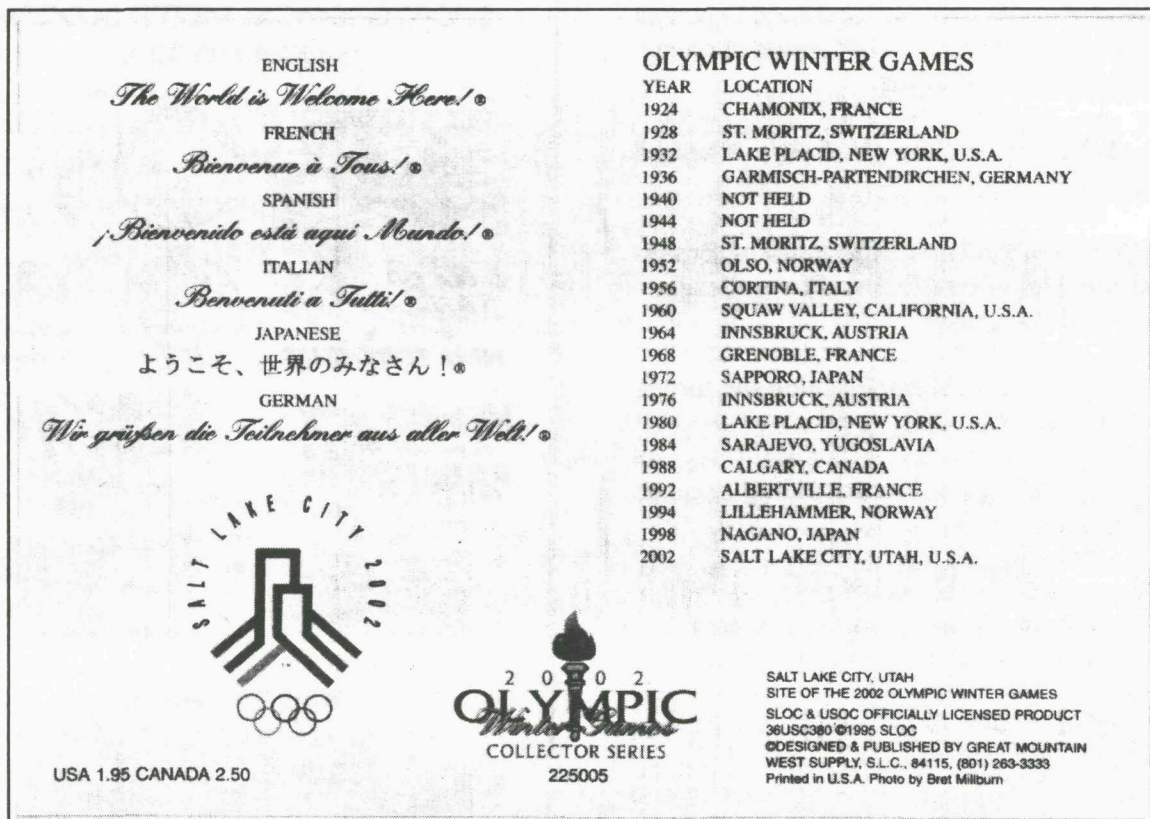 ENGLISH
The World is Welcome Here! ®
FRENCH
Bienvenue à Tous! ®
SPANISH
¡Bienvenido está aquí Mundo! ®
ITALIAN
Benvenuti a Tutti! ®
JAPANESE
ようこそ、世界のみなさん！®
GERMAN
Wir grüßen die Teilnehmer aus aller Welt! ®
SALT LAKE CITY 2002
TM
USA 1.95 CANADA 2.50
2002
OLYMPIC
Winter Games
COLLECTOR SERIES
225005
OLYMPIC WINTER GAMES
YEAR LOCATION
1924 CHAMONIX, FRANCE
1928 ST. MORITZ, SWITZERLAND
1932 LAKE PLACID, NEW YORK, U.S.A.
1936 GARMISCH-PARTENDIRCHEN, GERMANY
1940 NOT HELD
1944 NOT HELD
1948 ST. MORITZ, SWITZERLAND
1952 OLSO, NORWAY
1956 CORTINA, ITALY
1960 SQUAW VALLEY, CALIFORNIA, U.S.A.
1964 INNSBRUCK, AUSTRIA
1968 GRENOBLE, FRANCE
1972 SAPPORO, JAPAN
1976 INNSBRUCK, AUSTRIA
1980 LAKE PLACID, NEW YORK, U.S.A.
1984 SARAJEVO, YUGOSLAVIA
1988 CALGARY, CANADA
1992 ALBERTVILLE, FRANCE
1994 LILLEHAMMER, NORWAY
1998 NAGANO, JAPAN
2002 SALT LAKE CITY, UTAH, U.S.A.
SALT LAKE CITY, UTAH
SITE OF THE 2002 OLYMPIC WINTER GAMES
SLOC & USOC OFFICIALLY LICENSED PRODUCT
36USC380 ©1995 SLOC
©DESIGNED & PUBLISHED BY GREAT MOUNTAIN
WEST SUPPLY, S.L.C., 84115, (801) 263-3333
Printed in U.S.A. Photo by Bret Millburn